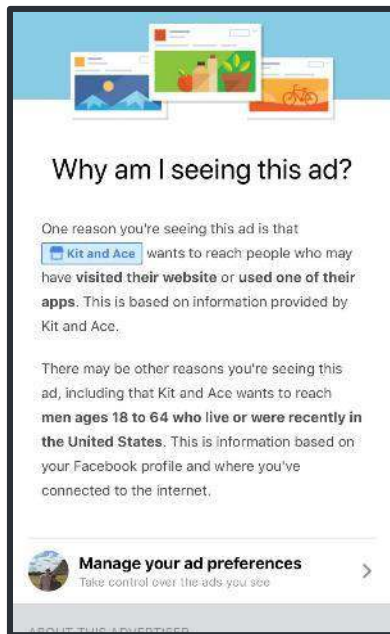 Why am I seeing this ad?
One reason you're seeing this ad is that
Kit and Ace wants to reach people who may
have visited their website or used one of their
apps. This is based on information provided by
Kit and Ace.
There may be other reasons you're seeing this
ad, including that Kit and Ace wants to reach
men ages 18 to 64 who live or were recently in
the United States. This is information based on
your Facebook profile and where you've
connected to the internet.
Manage your ad preferences
Take control over the ads you see
ABOUT THIS ADVERTISER